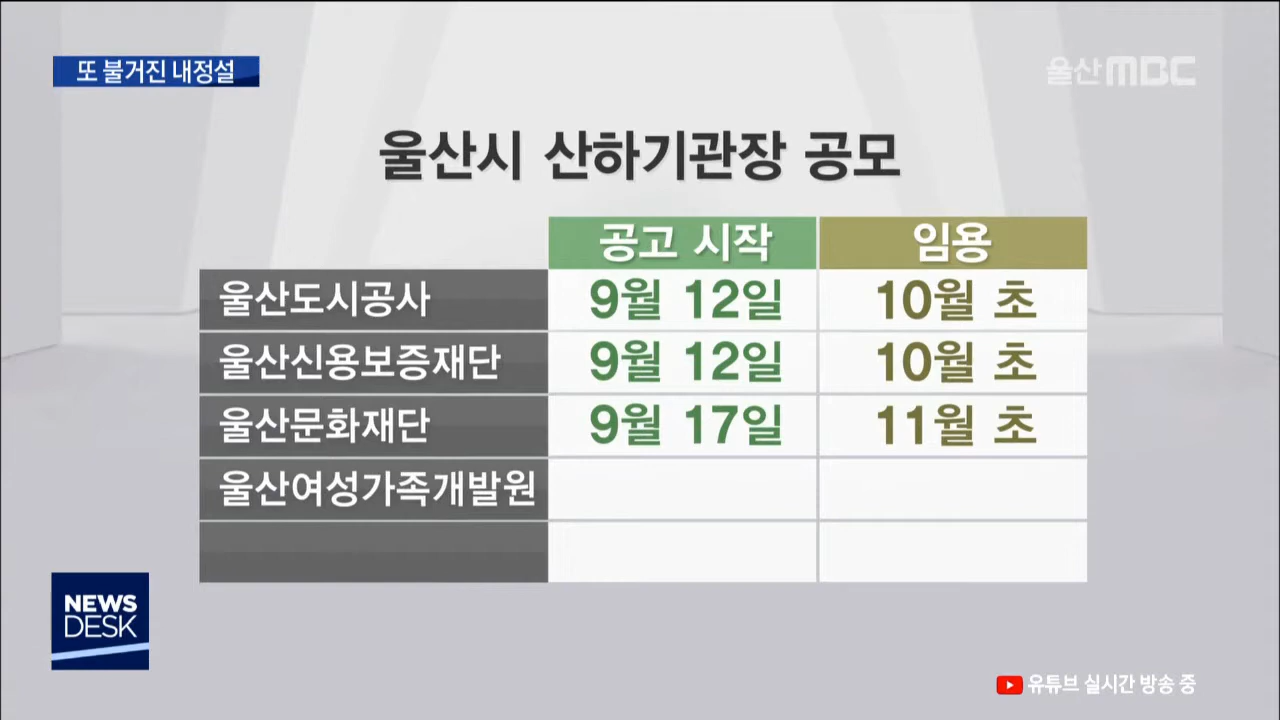 또 불거진 내정설
울산MBC
울산시 산하기관장 공모
공고 시작 임용
울산도시공사 9월 12일 10월 초
울산신용보증재단 9월 12일 10월 초
울산문화재단 9월 17일 11월 초
울산여성가족개발원
NEWS
DESK
유튜브 실시간 방송 중